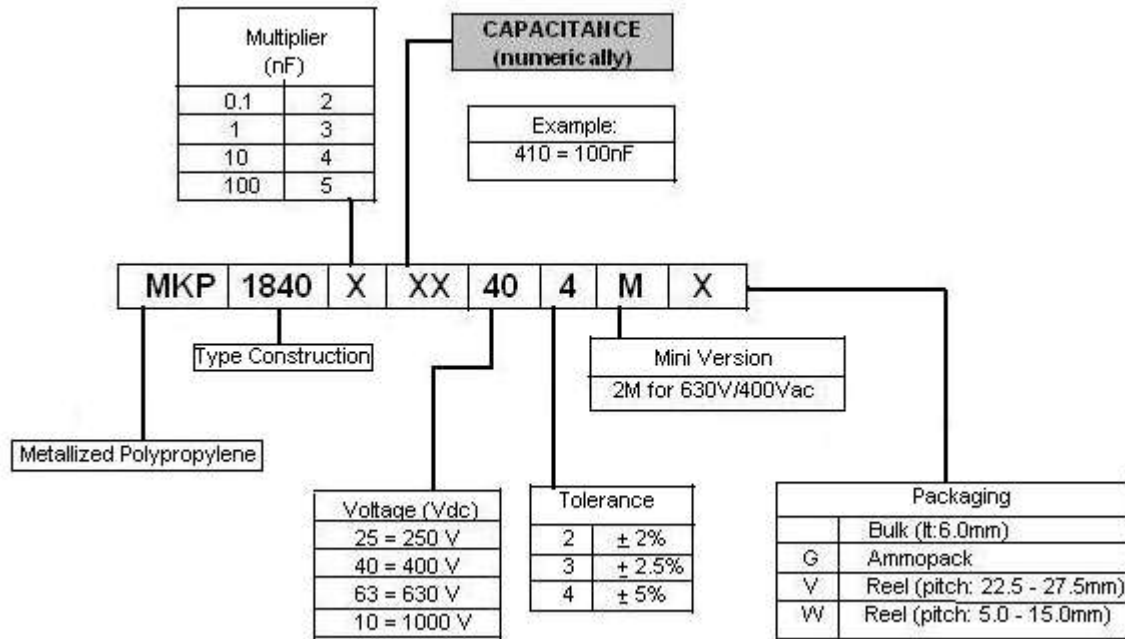 Multiplier
(nF)
0.1 2
1 3
10 4
100 5
CAPACITANCE
(numerically)
Example:
410 = 100nF
MKP 1840 X XX 40 4 M X
Type Construction
Mini Version
2M for 630V/400Vac
Metallized Polypropylene
Voltage (Vdc)
25 = 250 V
40 = 400 V
63 = 630 V
10 = 1000 V
Tolerance
2 ± 2%
3 ± 2.5%
4 ± 5%
Packaging
Bulk (lt:6.0mm)
G Ammopack
V Reel (pitch: 22.5 - 27.5mm)
W Reel (pitch: 5.0 - 15.0mm)